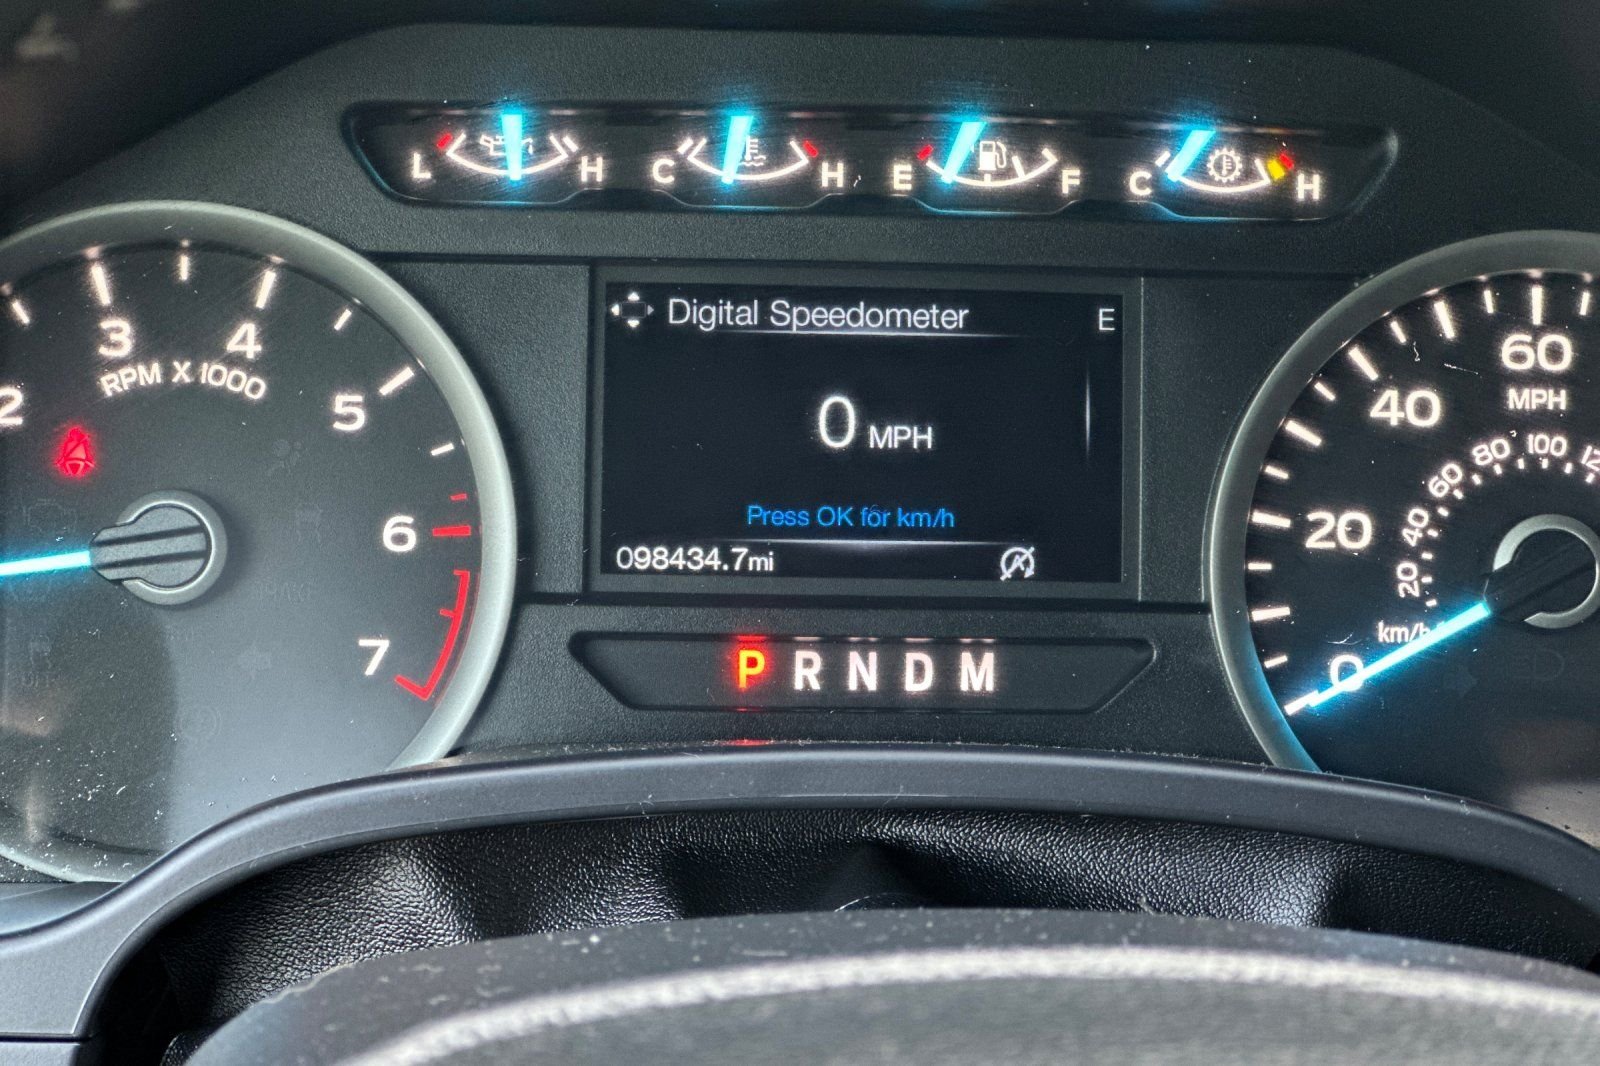 L H C H E F C H
Digital Speedometer E
0 MPH
Press OK for km/h
098434.7mi
P R N D M
2 3 4 5 6 7
RPM X 1000
0 20 40 60
MPH
20 40 60 80 100
km/h